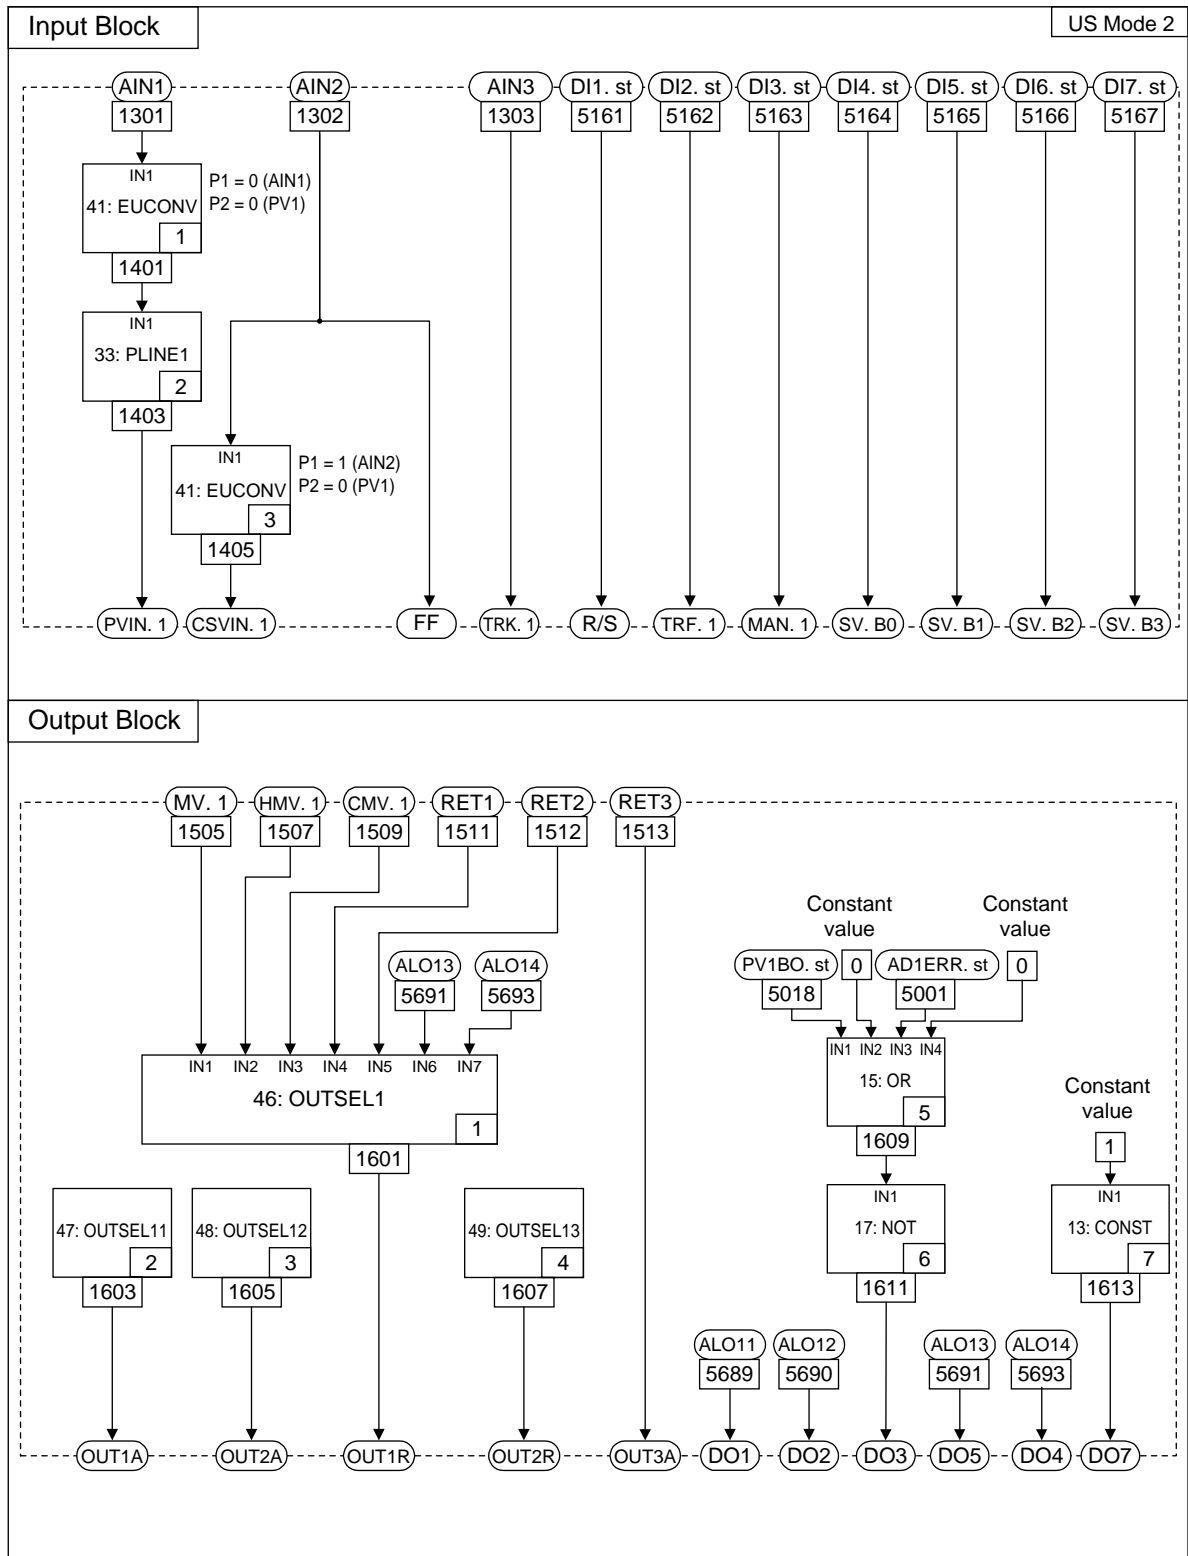 Input Block
US Mode 2
AIN1
AIN2
AIN3
DI1. st
DI2. st
DI3. st
DI4. st
DI5. st
DI6. st
DI7. st
1301
1302
1303
5161
5162
5163
5164
5165
5166
5167
IN1
41: EUCONV
1
P1 = 0 (AIN1)
P2 = 0 (PV1)
1401
IN1
33: PLINE1
2
1403
IN1
41: EUCONV
3
P1 = 1 (AIN2)
P2 = 0 (PV1)
1405
PVIN. 1
CSVIN. 1
FF
TRK. 1
R/S
TRF. 1
MAN. 1
SV. B0
SV. B1
SV. B2
SV. B3
Output Block
MV. 1
HMV. 1
CMV. 1
RET1
RET2
RET3
1505
1507
1509
1511
1512
1513
Constant
value
Constant
value
ALO13
ALO14
5691
5693
PV1BO. st
0
AD1ERR. st
0
5018
5001
IN1
IN2
IN3
IN4
IN5
IN6
IN7
46: OUTSEL1
1
1601
IN1
IN2
IN3
IN4
15: OR
5
1609
Constant
value
1
47: OUTSEL11
2
1603
48: OUTSEL12
3
1605
49: OUTSEL13
4
1607
IN1
17: NOT
6
1611
IN1
13: CONST
7
1613
ALO11
ALO12
ALO13
ALO14
5689
5690
5691
5693
OUT1A
OUT2A
OUT1R
OUT2R
OUT3A
DO1
DO2
DO3
DO5
DO4
DO7